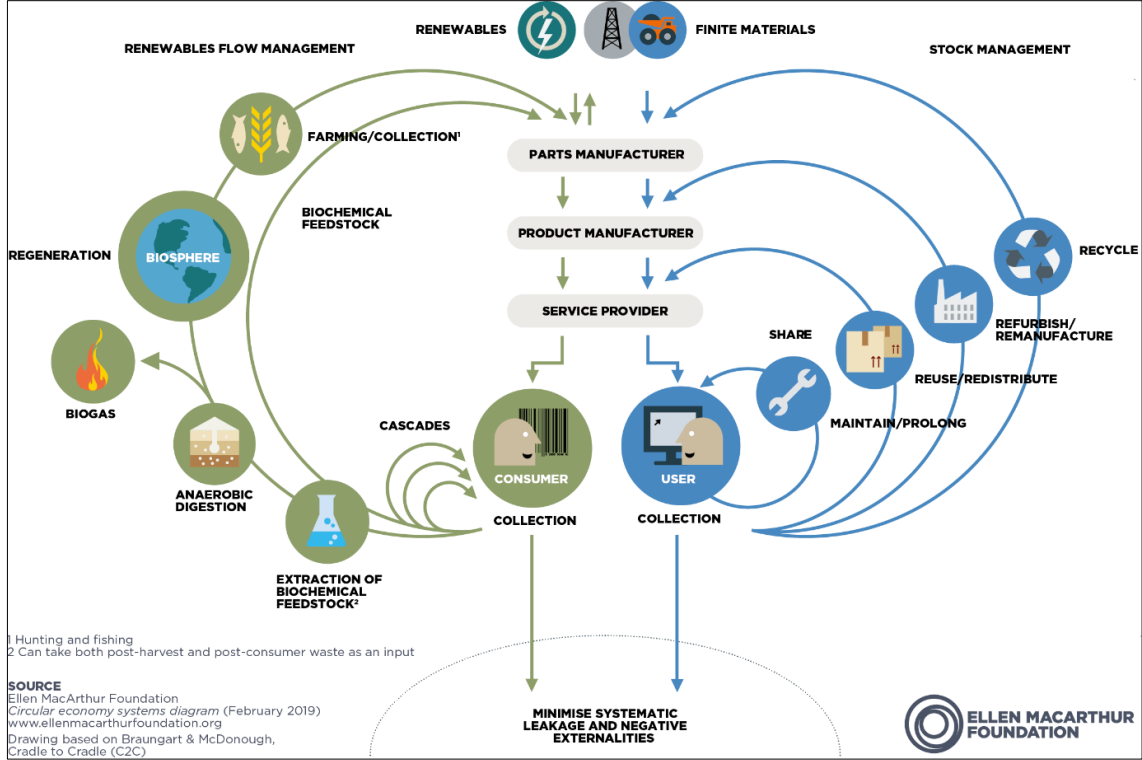 RENEWABLES
FINITE MATERIALS
RENEWABLES FLOW MANAGEMENT
STOCK MANAGEMENT
FARMING/COLLECTION¹
PARTS MANUFACTURER
BIOCHEMICAL
FEEDSTOCK
PRODUCT MANUFACTURER
REGENERATION
BIOSPHERE
RECYCLE
SERVICE PROVIDER
SHARE
REFURBISH/
REMANUFACTURE
REUSE/REDISTRIBUTE
BIOGAS
MAINTAIN/PROLONG
CASCADES
CONSUMER
USER
ANAEROBIC
DIGESTION
COLLECTION
COLLECTION
EXTRACTION OF
BIOCHEMICAL
FEEDSTOCK²
1 Hunting and fishing
2 Can take both post-harvest and post-consumer waste as an input
SOURCE
Ellen MacArthur Foundation
Circular economy systems diagram (February 2019)
www.ellenmacarthurfoundation.org
Drawing based on Braungart & McDonough,
Cradle to Cradle (C2C)
MINIMISE SYSTEMATIC
LEAKAGE AND NEGATIVE
EXTERNALITIES
ELLEN MACARTHUR
FOUNDATION